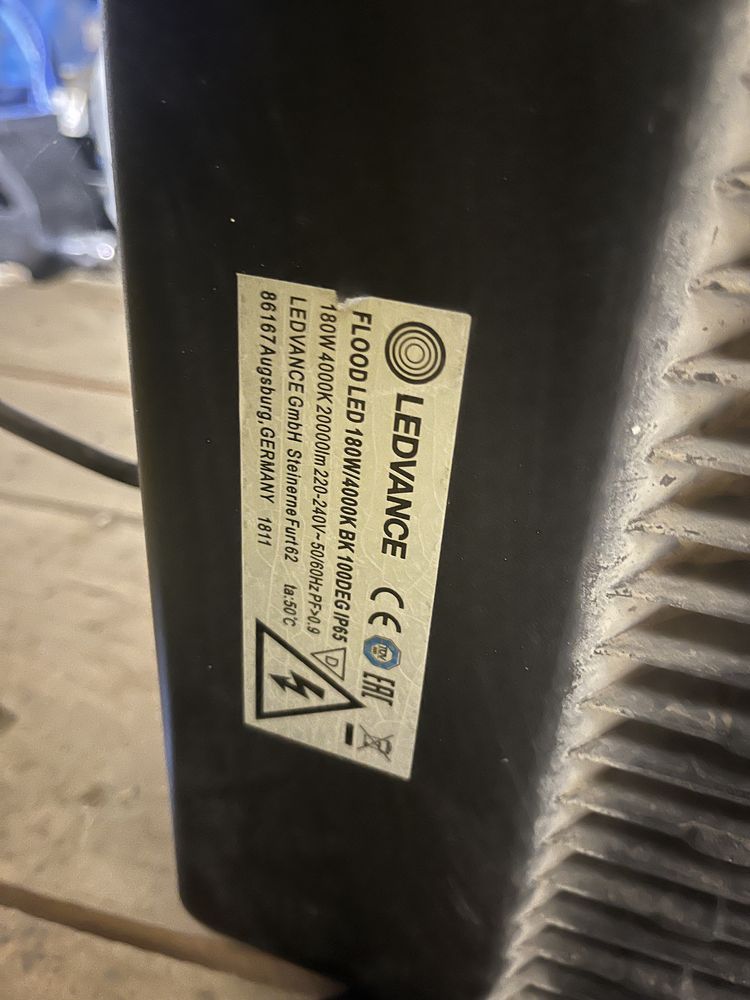 LEDVANCE CE TÜV EAC
FLOOD LED 180W/4000K BK 100DEG IP65
180W 4000K 20000lm 220-240V~ 50/60Hz PF>0.9 D
LEDVANCE GmbH Steinerne Furt 62 ta:50°C
86167 Augsburg, GERMANY 1811